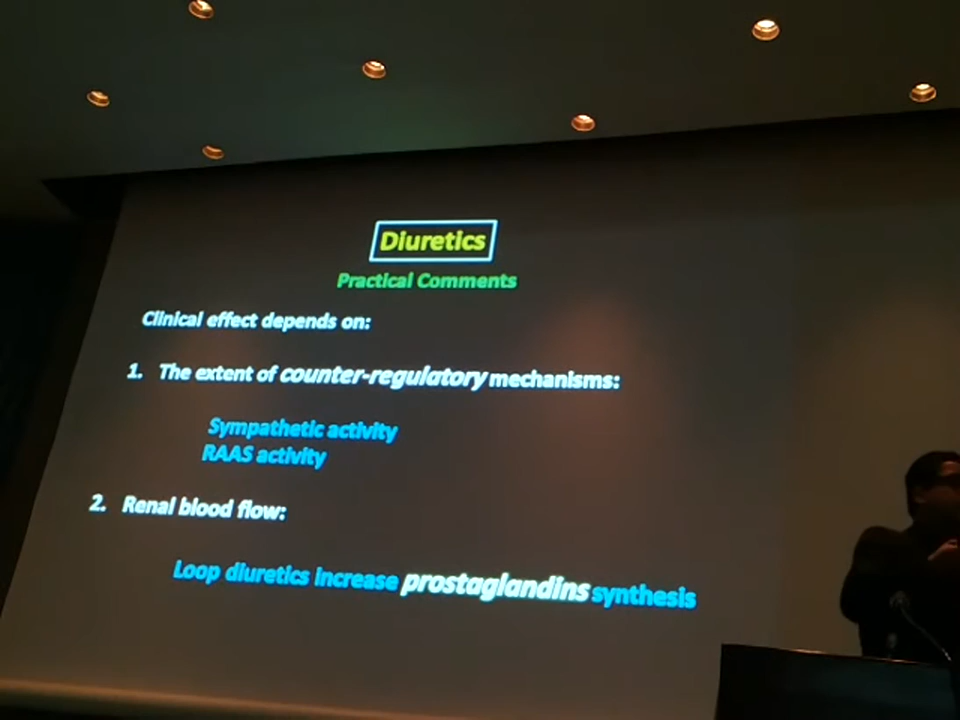 Diuretics
Practical Comments
Clinical effect depends on:
1. The extent of counter-regulatory mechanisms:
Sympathetic activity
RAAS activity
2. Renal blood flow:
Loop diuretics increase prostaglandins synthesis